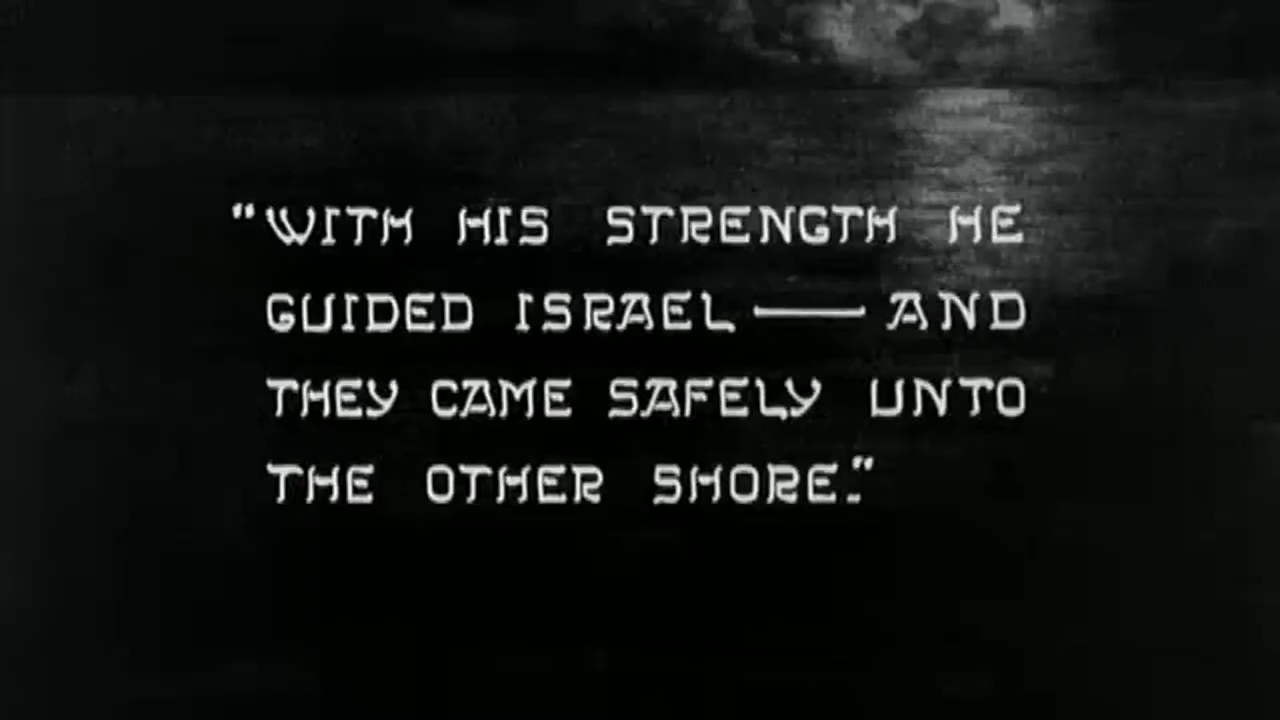 "WITH HIS STRENGTH HE
GUIDED ISRAEL — AND
THEY CAME SAFELY UNTO
THE OTHER SHORE."